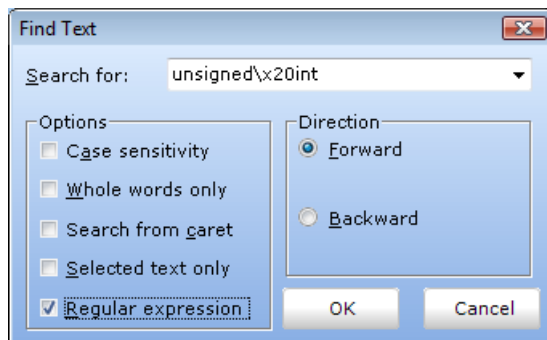 Find Text
Search for: unsigned\x20int
Options
Case sensitivity
Whole words only
Search from caret
Selected text only
Regular expression
Direction
Forward
Backward
OK Cancel